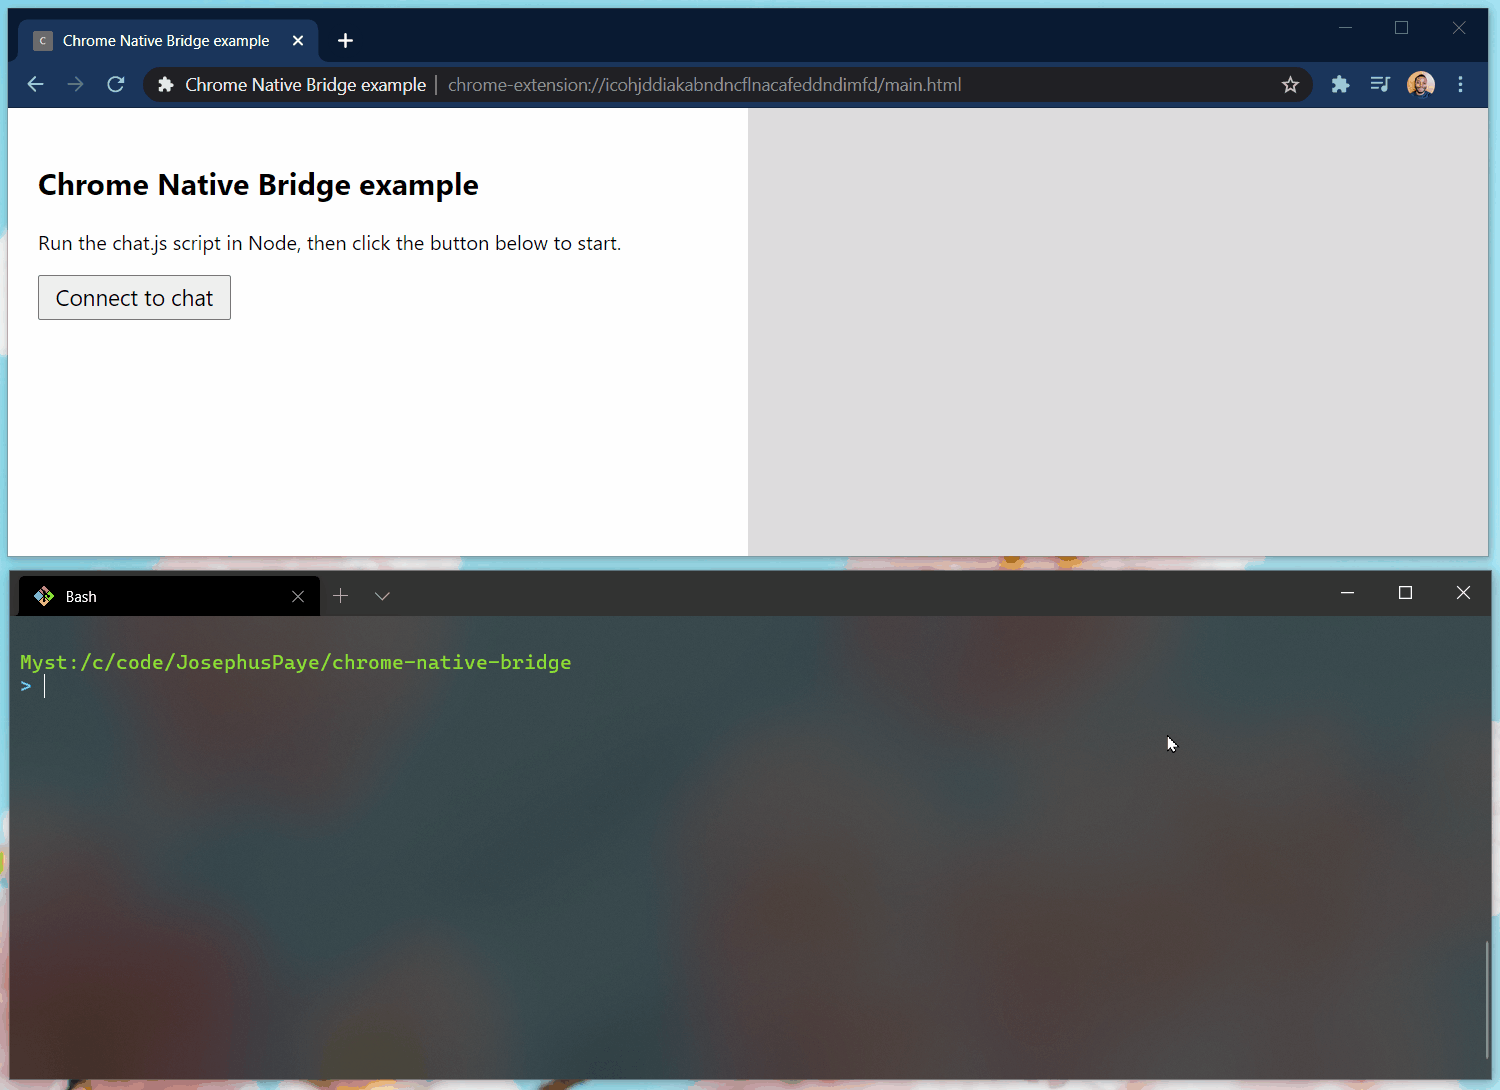 C Chrome Native Bridge example
Chrome Native Bridge example | chrome-extension://icohjddiakabndncflnacafeddndimfd/main.html
Chrome Native Bridge example
Run the chat.js script in Node, then click the button below to start.
Connect to chat
Bash
Myst:/c/code/JosephusPaye/chrome-native-bridge
>